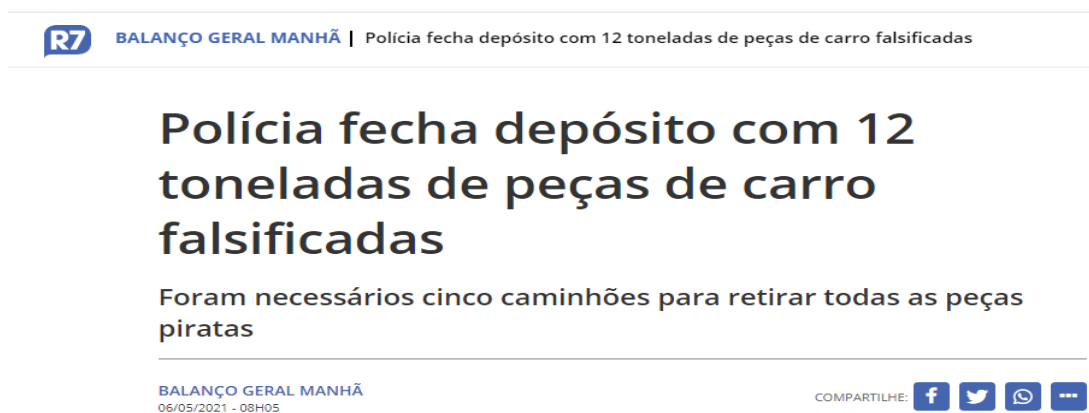 R7 BALANÇO GERAL MANHÃ | Polícia fecha depósito com 12 toneladas de peças de carro falsificadas
Polícia fecha depósito com 12
toneladas de peças de carro
falsificadas
Foram necessários cinco caminhões para retirar todas as peças
piratas
BALANÇO GERAL MANHÃ
06/05/2021 - 08H05
COMPARTILHE: